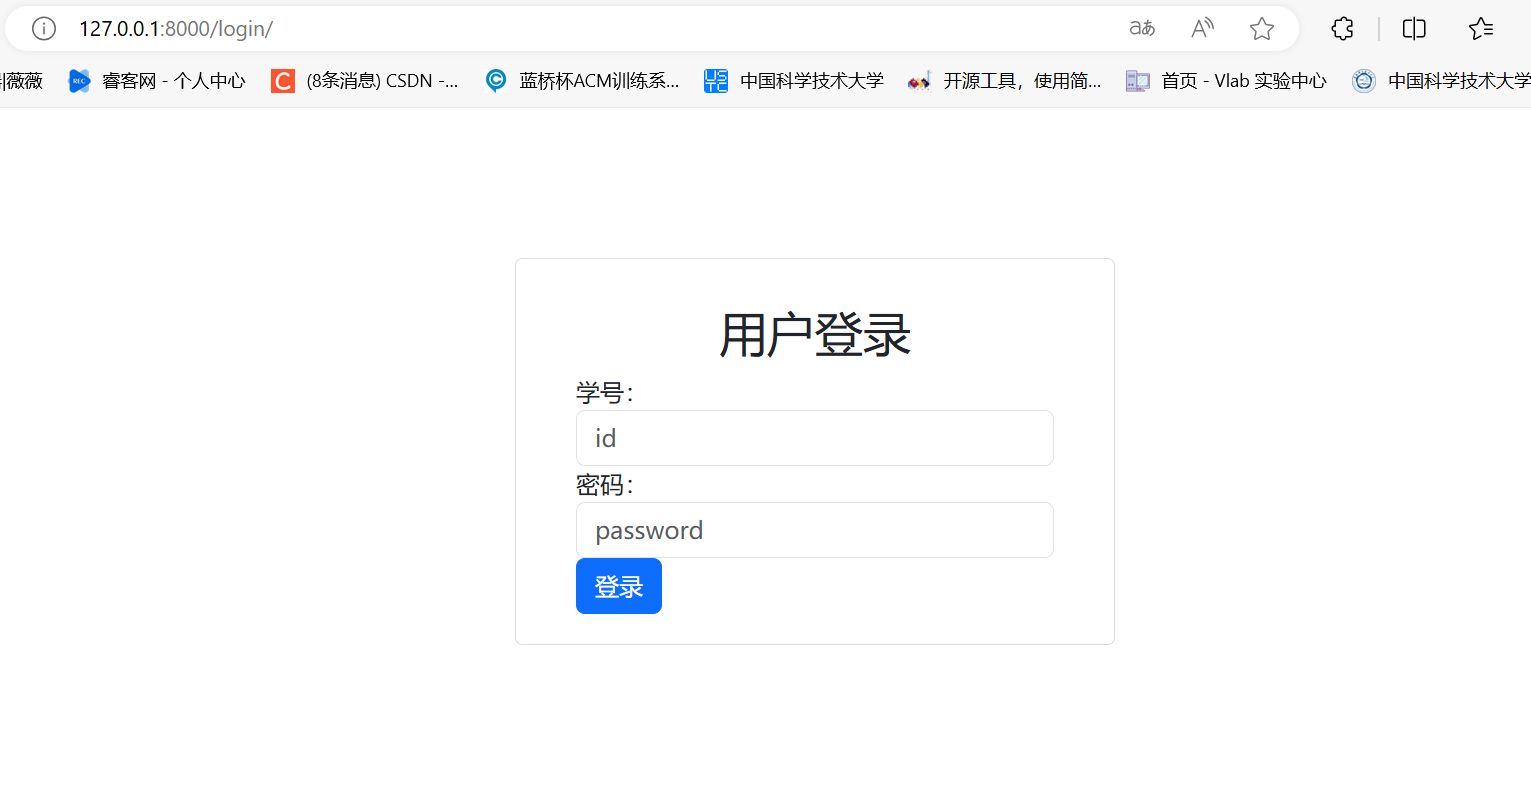 127.0.0.1:8000/login/
薇薇 睿客网 - 个人中心 (8条消息) CSDN -... 蓝桥杯ACM训练系... 中国科学技术大学 开源工具，使用简... 首页 - Vlab 实验中心 中国科学技术大学
用户登录
学号：
id
密码：
password
登录